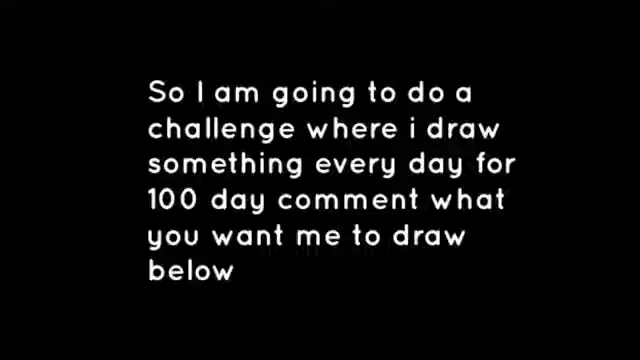 So I am going to do a
challenge where i draw
something every day for
100 day comment what
you want me to draw
below